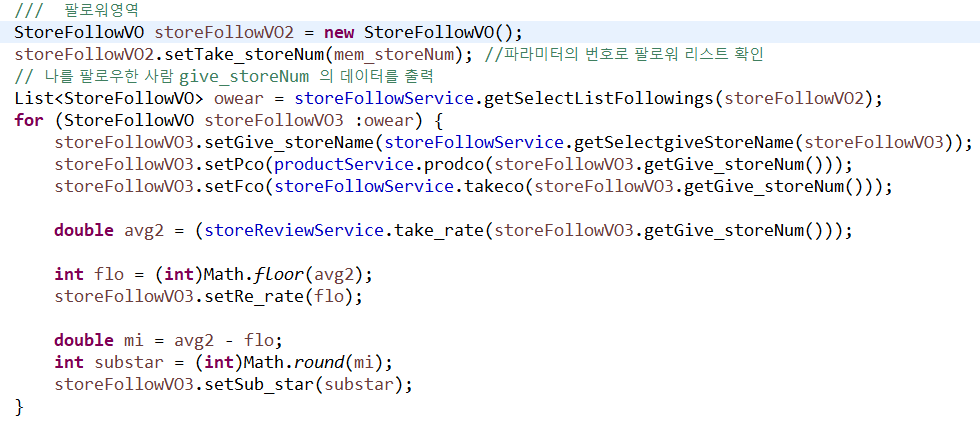 ///  팔로워영역
StoreFollowVO storeFollowVO2 = new StoreFollowVO();
storeFollowVO2.setTake_storeNum(mem_storeNum); //파라미터의 번호로 팔로워 리스트 확인
// 나를 팔로우한 사람 give_storeNum 의 데이터를 출력
List<StoreFollowVO> owear = storeFollowService.getSelectListFollowings(storeFollowVO2);
for (StoreFollowVO storeFollowVO3 :owear) {
    storeFollowVO3.setGive_storeName(storeFollowService.getSelectgiveStoreName(storeFollowVO3));
    storeFollowVO3.setPco(productService.prodco(storeFollowVO3.getGive_storeNum()));
    storeFollowVO3.setFco(storeFollowService.takeco(storeFollowVO3.getGive_storeNum()));
    double avg2 = (storeReviewService.take_rate(storeFollowVO3.getGive_storeNum()));
    int flo = (int)Math.floor(avg2);
    storeFollowVO3.setRe_rate(flo);
    double mi = avg2 - flo;
    int substar = (int)Math.round(mi);
    storeFollowVO3.setSub_star(substar);
}